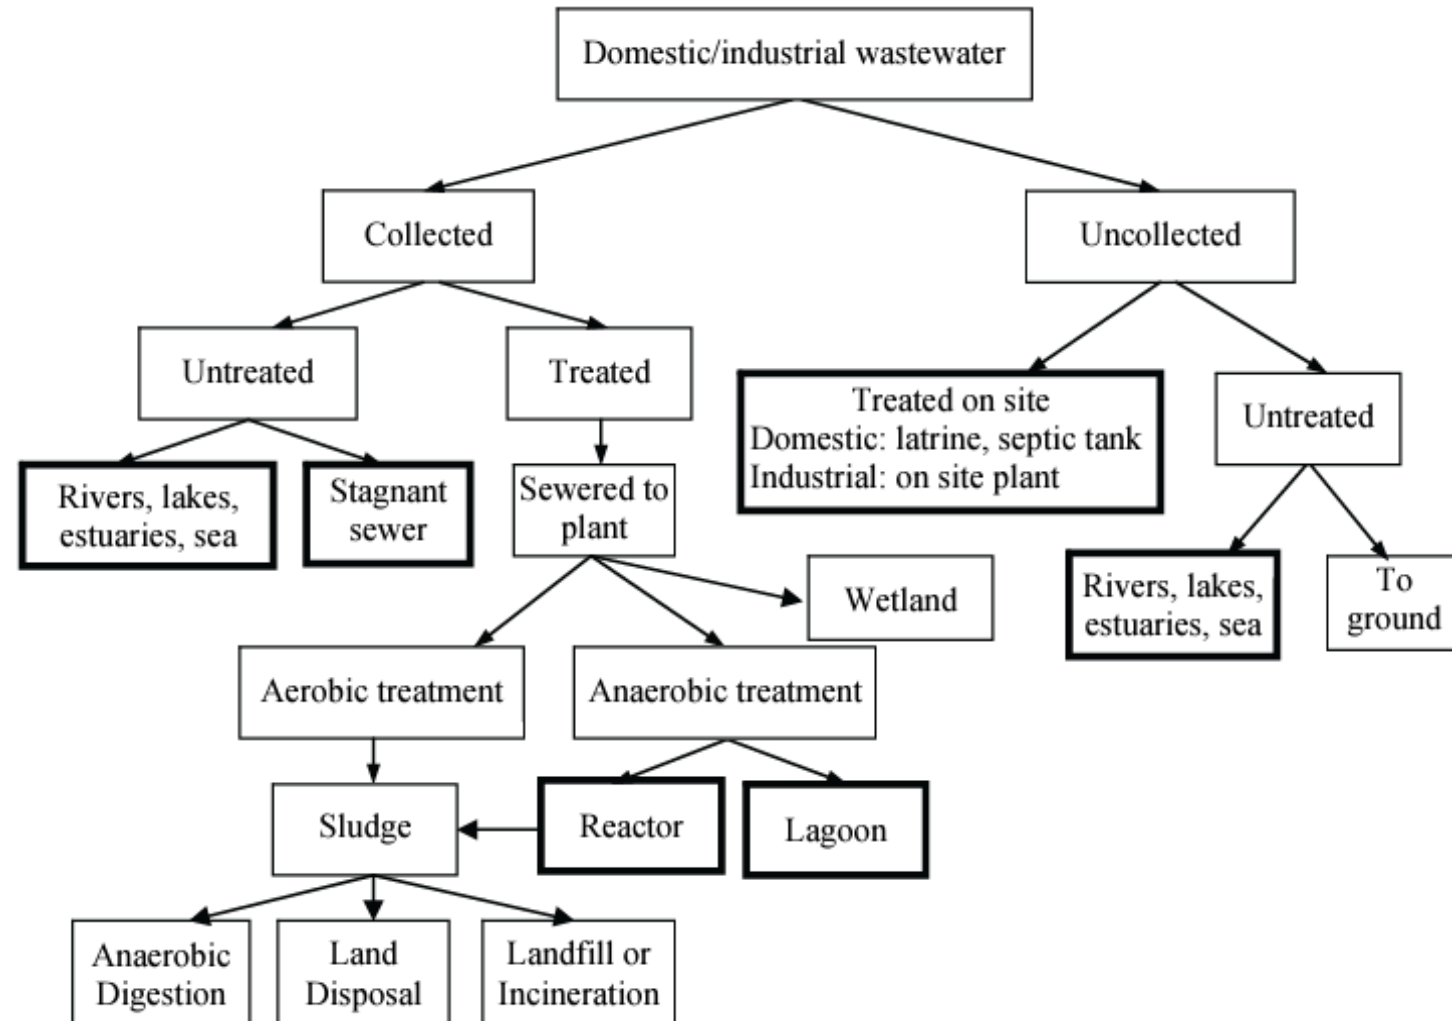 Domestic/industrial wastewater
Collected
Uncollected
Untreated
Treated
Treated on site
Domestic: latrine, septic tank
Industrial: on site plant
Untreated
Rivers, lakes,
estuaries, sea
Stagnant
sewer
Sewered to
plant
Wetland
Rivers, lakes,
estuaries, sea
To
ground
Aerobic treatment
Anaerobic treatment
Sludge
Reactor
Lagoon
Anaerobic
Digestion
Land
Disposal
Landfill or
Incineration